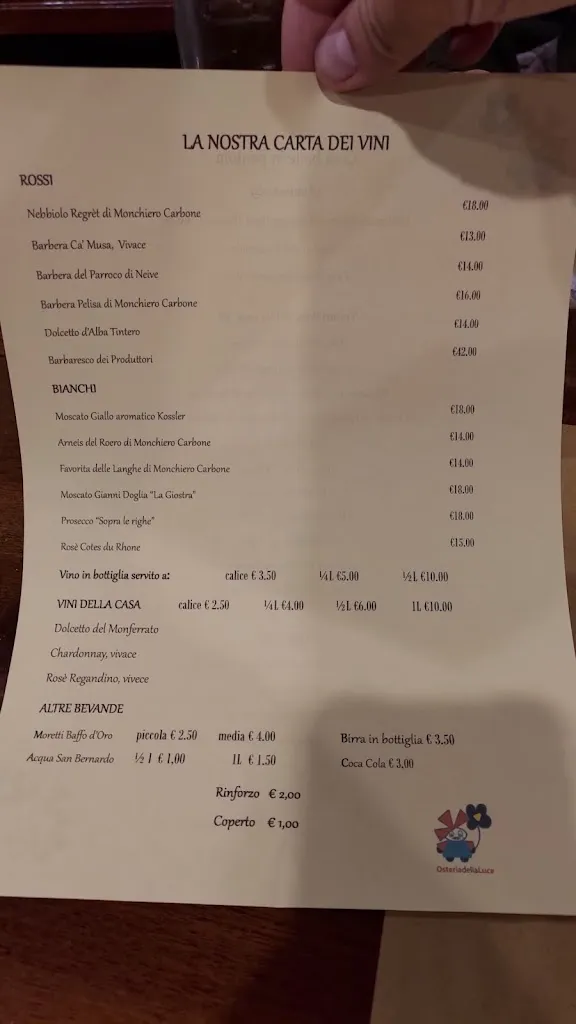 LA NOSTRA CARTA DEI VINI
ROSSI
Nebbiolo Regrèt di Monchiero Carbone €18.00
Barbera Ca' Musa, Vivace €13.00
Barbera del Parroco di Neive €14.00
Barbera Pelisa di Monchiero Carbone €16.00
Dolcetto d'Alba Tintero €14.00
Barbaresco dei Produttori €42.00
BIANCHI
Moscato Giallo aromatico Kossler €18,00
Arneis del Roero di Monchiero Carbone €14.00
Favorita delle Langhe di Monchiero Carbone €14.00
Moscato Gianni Doglia "La Giostra" €18.00
Prosecco "Sopra le righe" €18.00
Rosè Cotes du Rhone €15.00
Vino in bottiglia servito a: calice € 3.50 ¼L €5.00 ½L €10.00
VINI DELLA CASA calice € 2.50 ¼L €4.00 ½L €6.00 1L €10.00
Dolcetto del Monferrato
Chardonnay, vivace
Rosè Regandino, vivece
ALTRE BEVANDE
Moretti Baffo d'Oro piccola € 2.50 media € 4.00 Birra in bottiglia € 3,50
Acqua San Bernardo ½ l € 1,00 1L € 1.50 Coca Cola € 3,00
Rinforzo € 2,00
Coperto € 1,00
OsteriadellaLuce